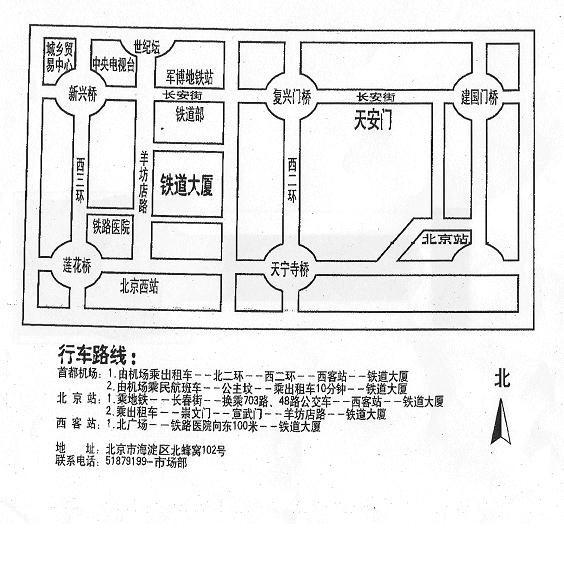 城乡贸
易中心
中央电视台
世纪坛
军博地铁站
新兴桥
长安街
复兴门桥
长安街
建国门桥
铁道部
天安门
西三环
羊坊店路
铁道大厦
西二环
铁路医院
北京站
莲花桥
天宁寺桥
北京西站
行车路线：
首都机场：1.由机场乘出租车--北二环--西二环--西客站--铁道大厦
2.由机场乘民航班车--公主坟--乘出租车10分钟--铁道大厦
北京站：1.乘地铁--长春街--换乘703路、48路公交车--西客站--铁道大厦
2.乘出租车--崇文门--宣武门--羊坊店路--铁道大厦
西客站：1.北广场--铁路医院向东100米--铁道大厦
地 址：北京市海淀区北蜂窝102号
联系电话：51879199-市场部
北